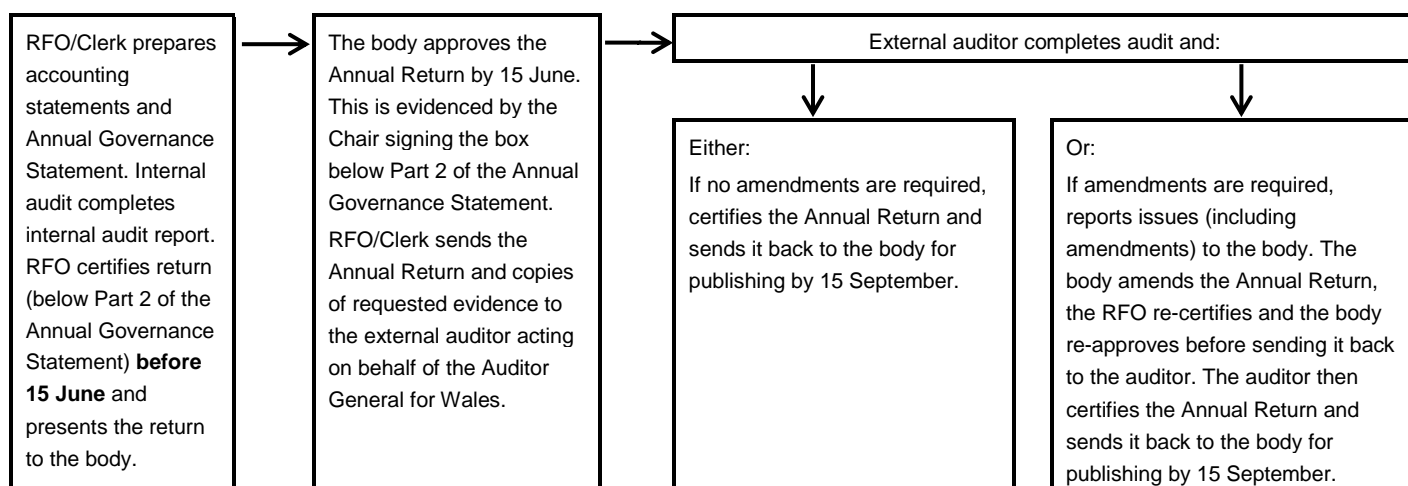 RFO/Clerk prepares
accounting
statements and
Annual Governance
Statement. Internal
audit completes
internal audit report.
RFO certifies return
(below Part 2 of the
Annual Governance
Statement) before
15 June and
presents the return
to the body.
The body approves the
Annual Return by 15 June.
This is evidenced by the
Chair signing the box
below Part 2 of the Annual
Governance Statement.
RFO/Clerk sends the
Annual Return and copies
of requested evidence to
the external auditor acting
on behalf of the Auditor
General for Wales.
External auditor completes audit and:
Either:
If no amendments are required,
certifies the Annual Return and
sends it back to the body for
publishing by 15 September.
Or:
If amendments are required,
reports issues (including
amendments) to the body. The
body amends the Annual Return,
the RFO re-certifies and the body
re-approves before sending it back
to the auditor. The auditor then
certifies the Annual Return and
sends it back to the body for
publishing by 15 September.